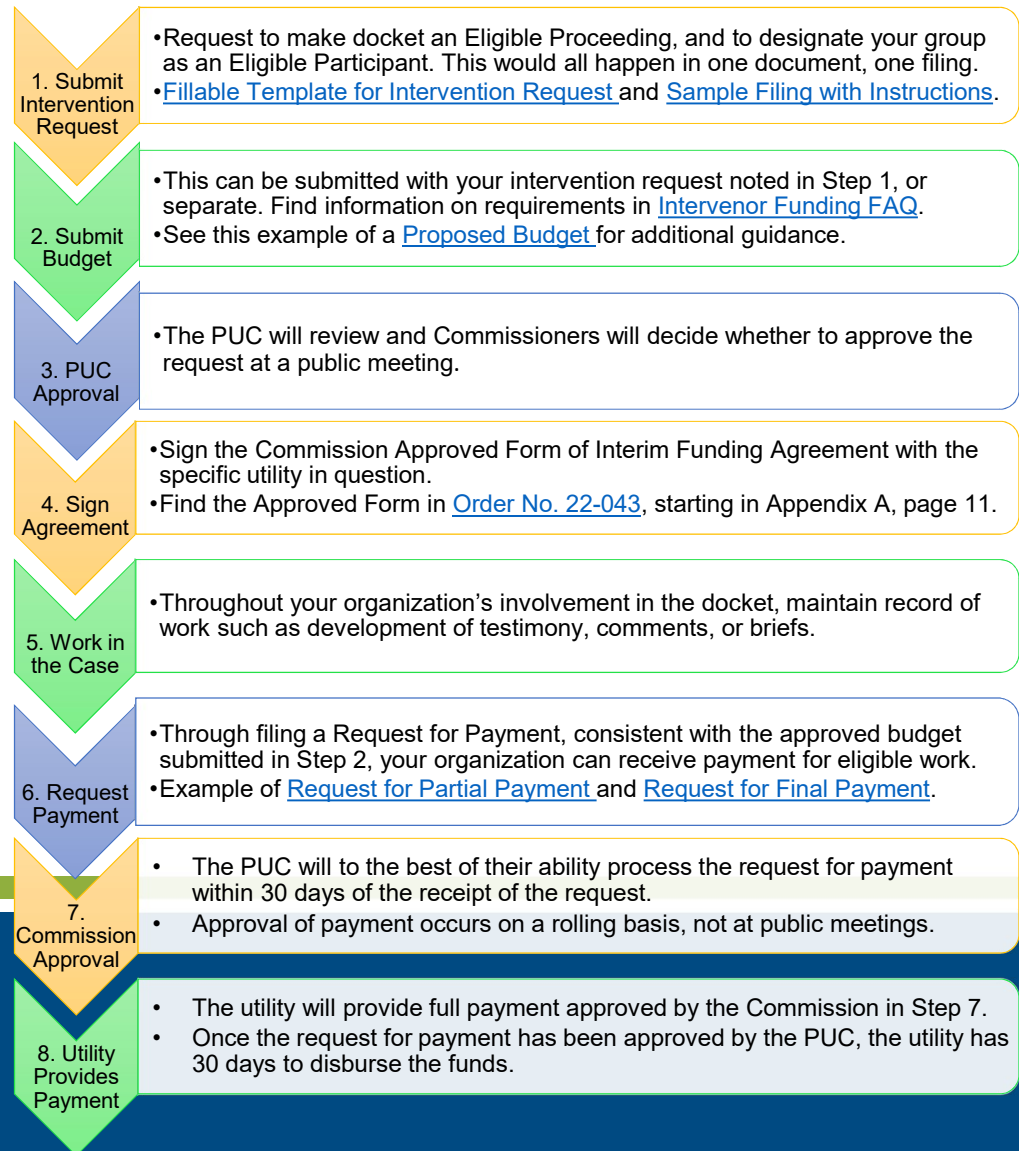 1. Submit
Intervention
Request
•Request to make docket an Eligible Proceeding, and to designate your group
as an Eligible Participant. This would all happen in one document, one filing.
•Fillable Template for Intervention Request and Sample Filing with Instructions.
2. Submit
Budget
•This can be submitted with your intervention request noted in Step 1, or
separate. Find information on requirements in Intervenor Funding FAQ.
•See this example of a Proposed Budget for additional guidance.
3. PUC
Approval
•The PUC will review and Commissioners will decide whether to approve the
request at a public meeting.
4. Sign
Agreement
•Sign the Commission Approved Form of Interim Funding Agreement with the
specific utility in question.
•Find the Approved Form in Order No. 22-043, starting in Appendix A, page 11.
5. Work in
the Case
•Throughout your organization's involvement in the docket, maintain record of
work such as development of testimony, comments, or briefs.
6. Request
Payment
•Through filing a Request for Payment, consistent with the approved budget
submitted in Step 2, your organization can receive payment for eligible work.
•Example of Request for Partial Payment and Request for Final Payment.
7.
Commission
Approval
• The PUC will to the best of their ability process the request for payment
within 30 days of the receipt of the request.
• Approval of payment occurs on a rolling basis, not at public meetings.
8. Utility
Provides
Payment
• The utility will provide full payment approved by the Commission in Step 7.
• Once the request for payment has been approved by the PUC, the utility has
30 days to disburse the funds.